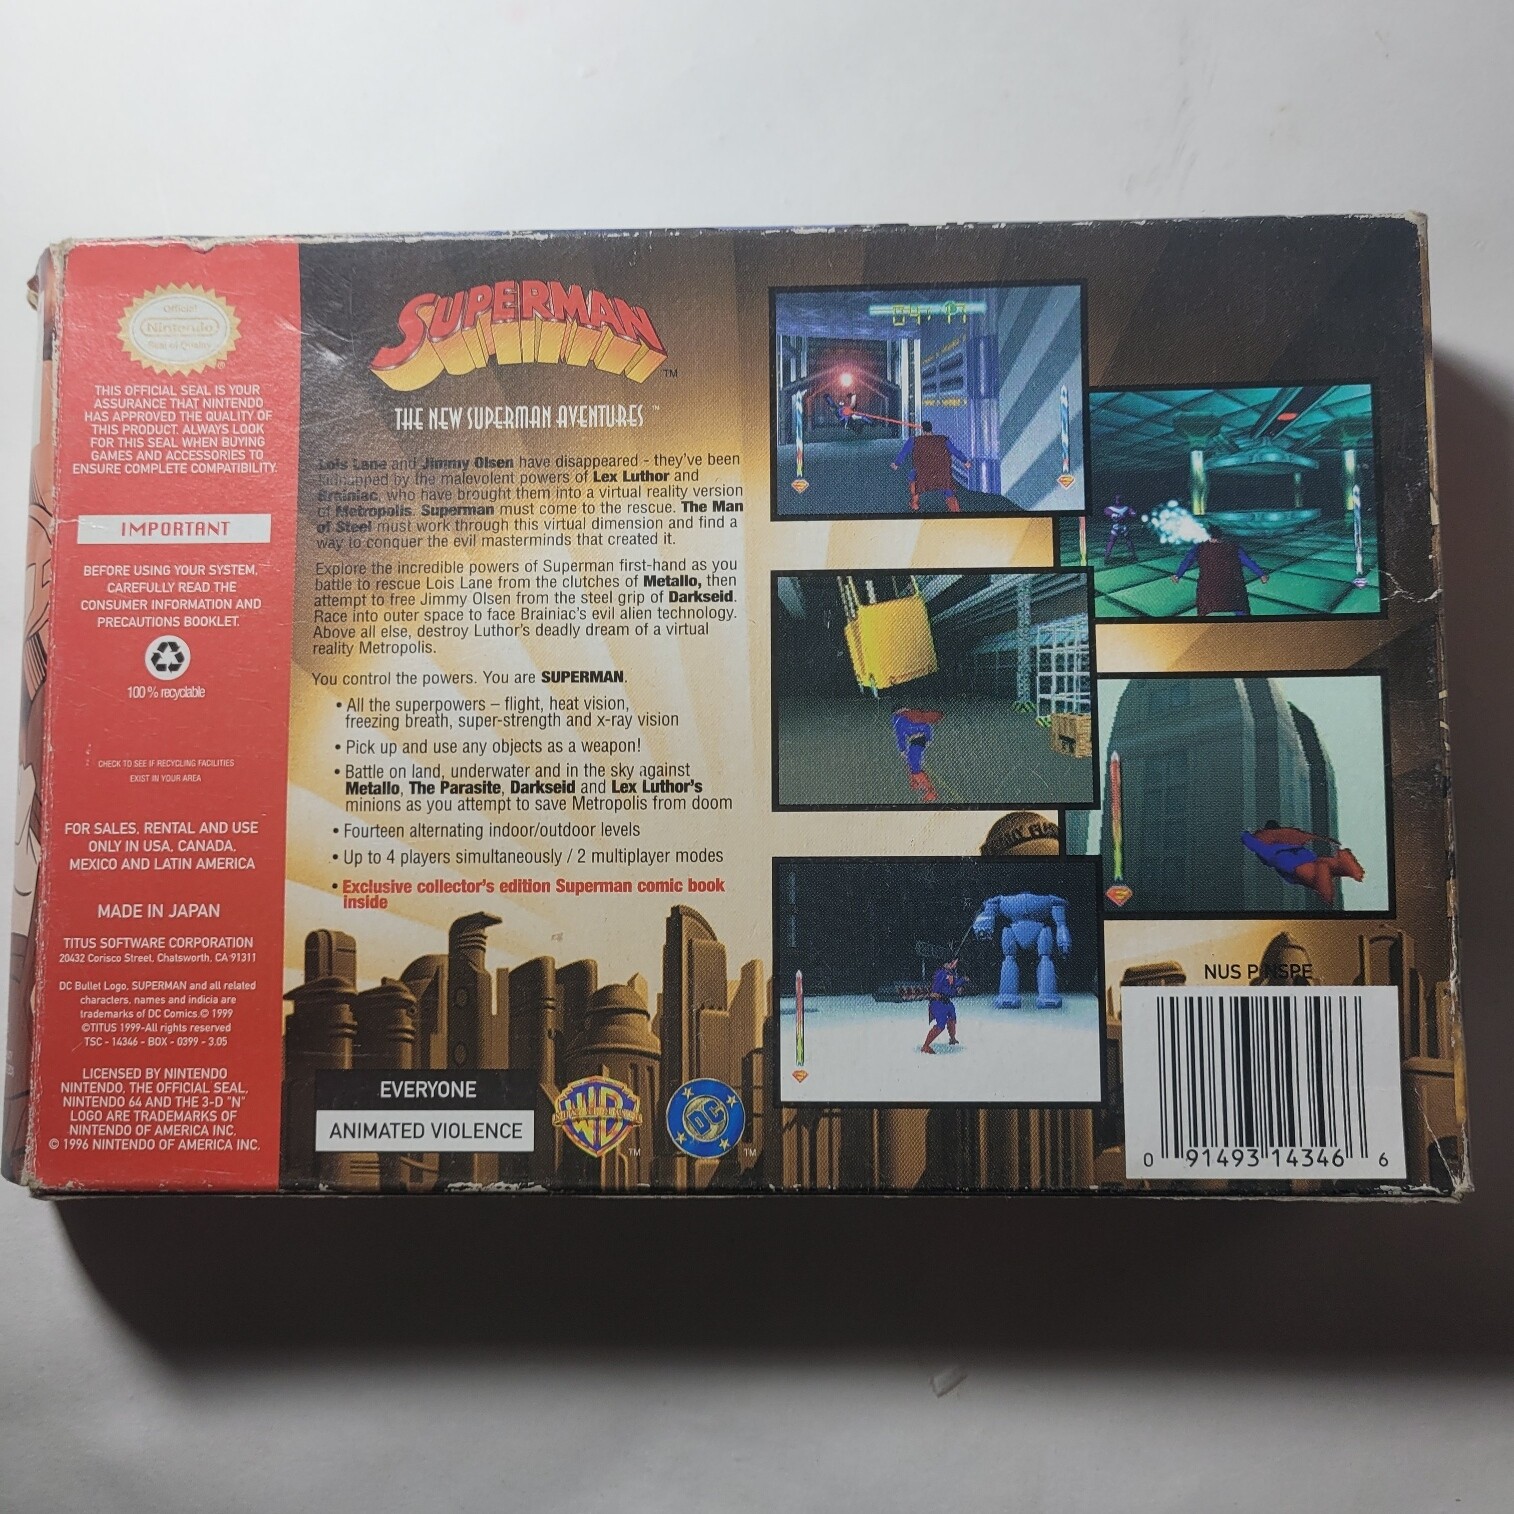 Official
Nintendo
Seal of Quality
THIS OFFICIAL SEAL IS YOUR
ASSURANCE THAT NINTENDO
HAS APPROVED THE QUALITY OF
THIS PRODUCT. ALWAYS LOOK
FOR THIS SEAL WHEN BUYING
GAMES AND ACCESSORIES TO
ENSURE COMPLETE COMPATIBILITY.
IMPORTANT
BEFORE USING YOUR SYSTEM,
CAREFULLY READ THE
CONSUMER INFORMATION AND
PRECAUTIONS BOOKLET.
100 % recyclable
CHECK TO SEE IF RECYCLING FACILITIES
EXIST IN YOUR AREA
FOR SALES, RENTAL AND USE
ONLY IN USA, CANADA,
MEXICO AND LATIN AMERICA
MADE IN JAPAN
TITUS SOFTWARE CORPORATION
20432 Corisco Street, Chatsworth, CA 91311
DC Bullet Logo, SUPERMAN and all related
characters, names and indicia are
trademarks of DC Comics © 1999
©TITUS 1999-All rights reserved
TSC - 14346 - BOX - 0399 - 3.05
LICENSED BY NINTENDO
NINTENDO, THE OFFICIAL SEAL,
NINTENDO 64 AND THE 3-D "N"
LOGO ARE TRADEMARKS OF
NINTENDO OF AMERICA INC.
© 1996 NINTENDO OF AMERICA INC.
SUPERMAN TM
THE NEW SUPERMAN AVENTURES TM
Lois Lane and Jimmy Olsen have disappeared - they've been
kidnapped by the malevolent powers of Lex Luthor and
Brainiac, who have brought them into a virtual reality version
of Metropolis. Superman must come to the rescue. The Man
of Steel must work through this virtual dimension and find a
way to conquer the evil masterminds that created it.
Explore the incredible powers of Superman first-hand as you
battle to rescue Lois Lane from the clutches of Metallo, then
attempt to free Jimmy Olsen from the steel grip of Darkseid.
Race into outer space to face Brainiac's evil alien technology.
Above all else, destroy Luthor's deadly dream of a virtual
reality Metropolis.
You control the powers. You are SUPERMAN.
• All the superpowers – flight, heat vision,
freezing breath, super-strength and x-ray vision
• Pick up and use any objects as a weapon!
• Battle on land, underwater and in the sky against
Metallo, The Parasite, Darkseid and Lex Luthor's
minions as you attempt to save Metropolis from doom
• Fourteen alternating indoor/outdoor levels
• Up to 4 players simultaneously / 2 multiplayer modes
• Exclusive collector's edition Superman comic book
inside
EVERYONE
ANIMATED VIOLENCE
WB TM
DC TM
NUS P NSPE
0 91493 14346 6